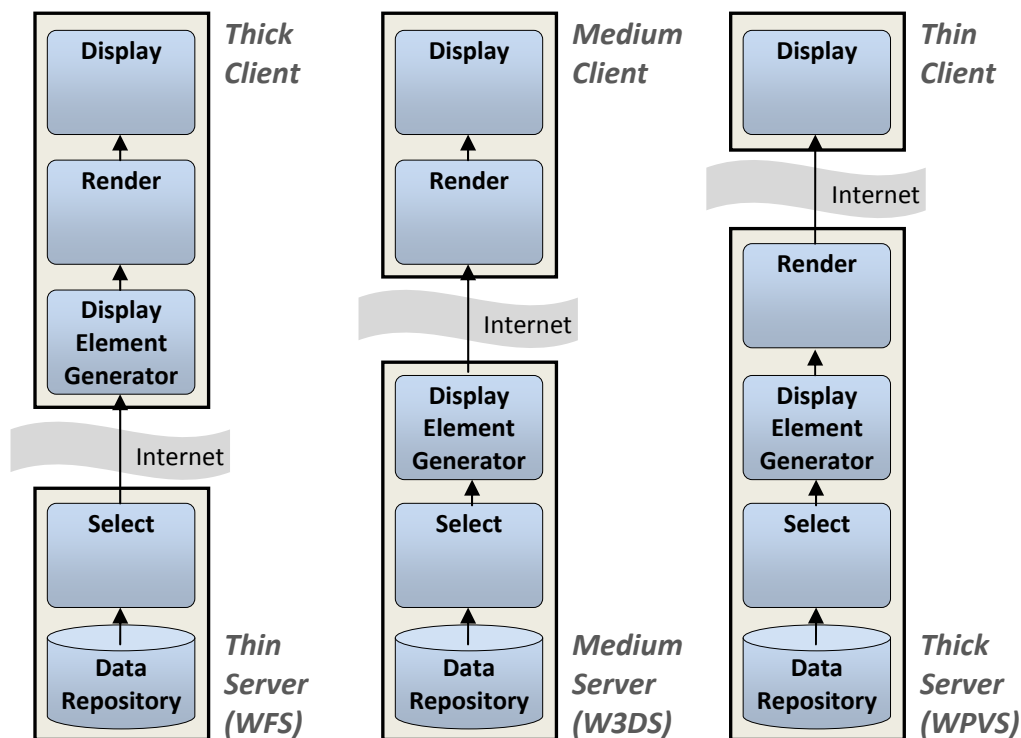 Display
Thick
Client
Render
Display
Element
Generator
Internet
Select
Data
Repository
Thin
Server
(WFS)
Display
Medium
Client
Render
Internet
Display
Element
Generator
Select
Data
Repository
Medium
Server
(W3DS)
Display
Thin
Client
Internet
Render
Display
Element
Generator
Select
Data
Repository
Thick
Server
(WPVS)